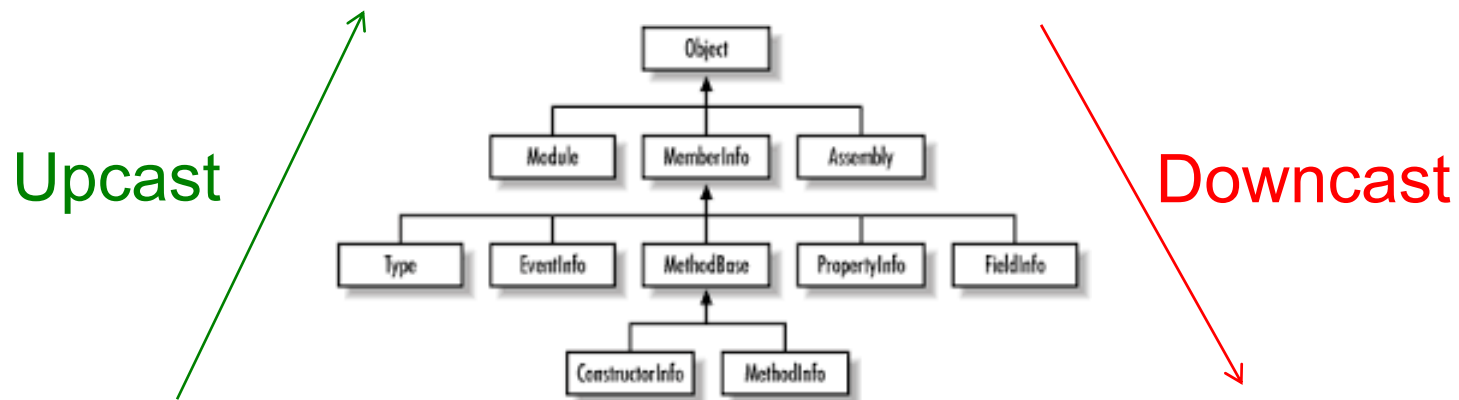 Object
Upcast
Module MemberInfo Assembly
Downcast
Type EventInfo MethodBase PropertyInfo FieldInfo
ConstructorInfo MethodInfo